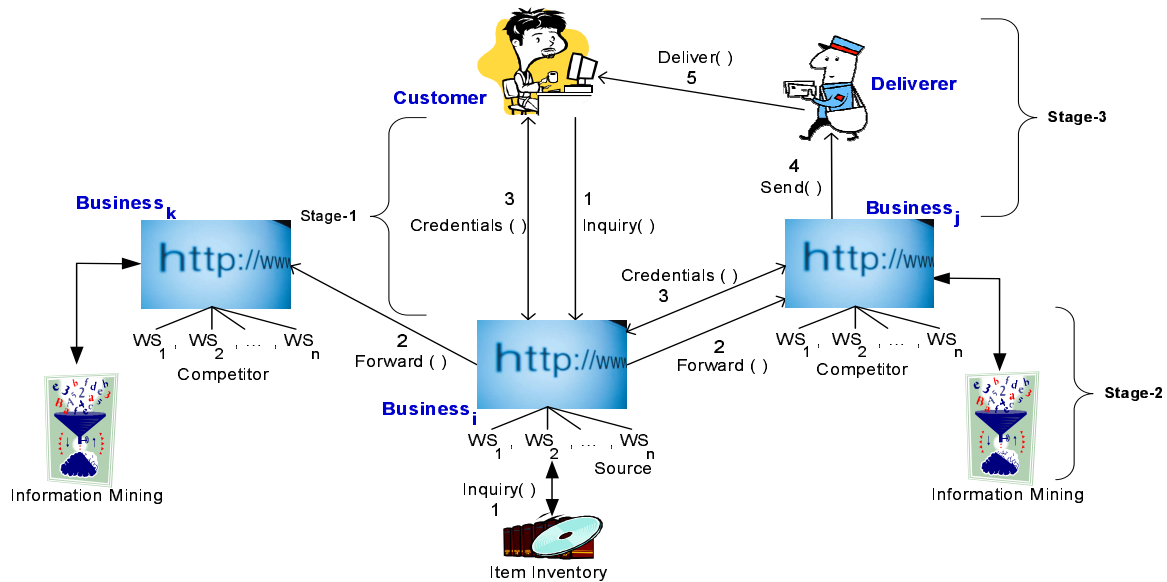 Deliver( )
5
Deliverer
Customer
Stage-3
4
Send( )
Business k
Stage-1
3
Credentials ( )
1
Inquiry( )
Business j
http://www
http://www
Credentials ( )
3
WS 1 , WS 2 , ... , WS n
Competitor
2
Forward ( )
http://www
2
Forward ( )
WS 1 , WS 2 , ... , WS n
Competitor
Stage-2
Business i
WS 1 , WS 2 , ... , WS n
Source
Information Mining
Inquiry( )
1
Information Mining
Item Inventory